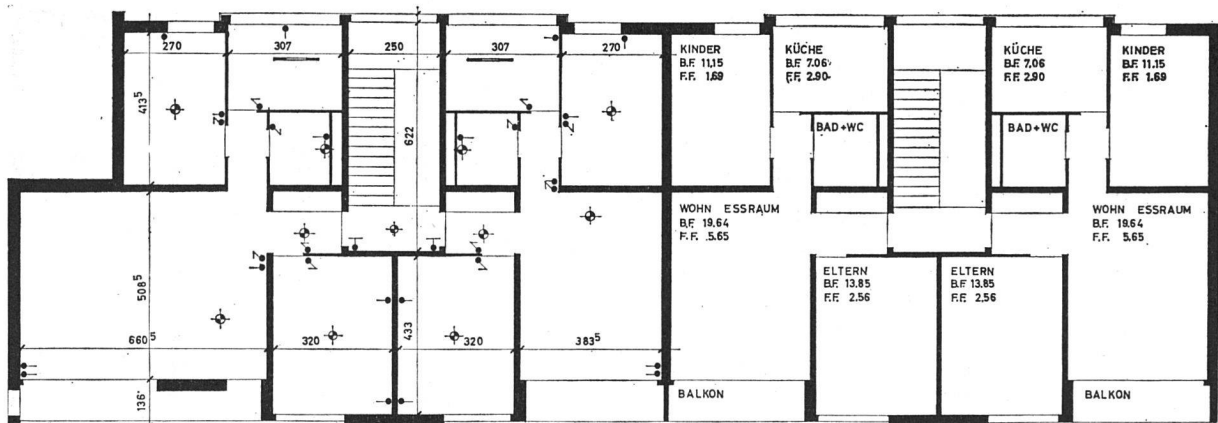 270
307
250
307
270
KINDER
B.F. 11,15
F.F. 1.69
KÜCHE
B.F. 7.06
F.F. 2.90
KÜCHE
B.F. 7,06
F.F. 2.90
KINDER
B.F. 11.15
F.F. 1.69
413⁵
622
BAD+WC
BAD+WC
WOHN ESSRAUM
B.F. 19.64
F.F. 5.65
WOHN ESSRAUM
B.F. 19.64
F.F. 5.65
508⁵
433
ELTERN
B.F. 13.85
F.F. 2.56
ELTERN
B.F. 13.85
F.F. 2,56
660⁵
320
320
383⁵
136
BALKON
BALKON